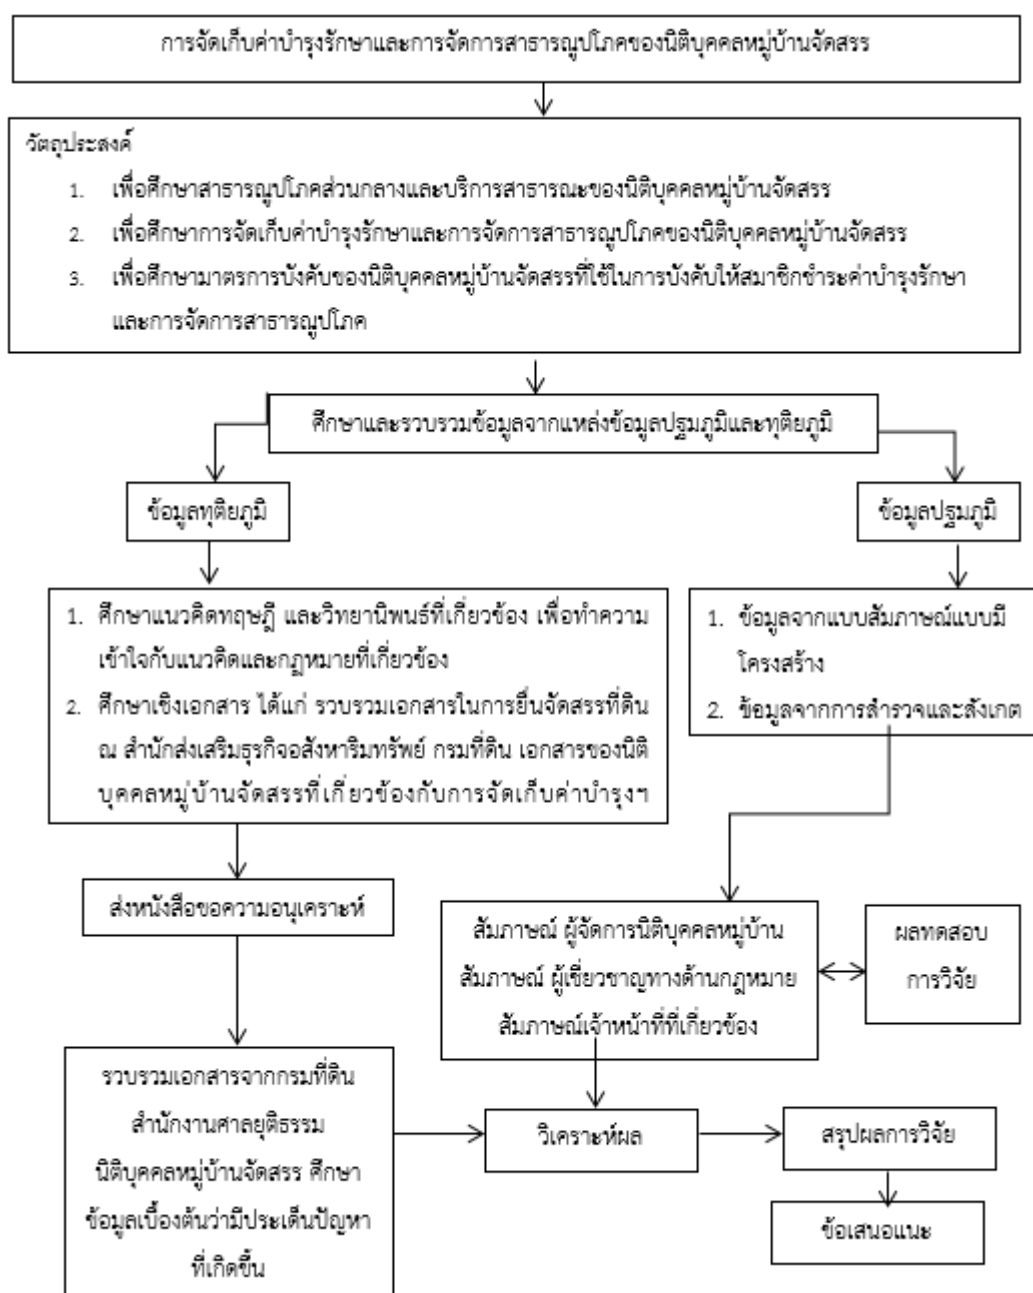 การจัดเก็บค่าบำรุงรักษาและการจัดการสาธารณูปโภคของนิติบุคคลหมู่บ้านจัดสรร
วัตถุประสงค์
1. เพื่อศึกษาสาธารณูปโภคส่วนกลางและบริการสาธารณะของนิติบุคคลหมู่บ้านจัดสรร
2. เพื่อศึกษาการจัดเก็บค่าบำรุงรักษาและการจัดการสาธารณูปโภคของนิติบุคคลหมู่บ้านจัดสรร
3. เพื่อศึกษามาตรการบังคับของนิติบุคคลหมู่บ้านจัดสรรที่ใช้ในการบังคับให้สมาชิกชำระค่าบำรุงรักษา
และการจัดการสาธารณูปโภค
ศึกษาและรวบรวมข้อมูลจากแหล่งข้อมูลปฐมภูมิและทุติยภูมิ
ข้อมูลทุติยภูมิ
ข้อมูลปฐมภูมิ
1. ศึกษาแนวคิดทฤษฎี และวิทยานิพนธ์ที่เกี่ยวข้อง เพื่อทำความ
เข้าใจกับแนวคิดและกฎหมายที่เกี่ยวข้อง
2. ศึกษาเชิงเอกสาร ได้แก่ รวบรวมเอกสารในการยื่นจัดสรรที่ดิน
ณ สำนักส่งเสริมธุรกิจอสังหาริมทรัพย์ กรมที่ดิน เอกสารของนิติ
บุคคลหมู่บ้านจัดสรรที่เกี่ยวข้องกับการจัดเก็บค่าบำรุงฯ
1. ข้อมูลจากแบบสัมภาษณ์แบบมี
โครงสร้าง
2. ข้อมูลจากการสำรวจและสังเกต
ส่งหนังสือขอความอนุเคราะห์
สัมภาษณ์ ผู้จัดการนิติบุคคลหมู่บ้าน
สัมภาษณ์ ผู้เชี่ยวชาญทางด้านกฎหมาย
สัมภาษณ์เจ้าหน้าที่ที่เกี่ยวข้อง
ผลทดสอบ
การวิจัย
รวบรวมเอกสารจากกรมที่ดิน
สำนักงานศาลยุติธรรม
นิติบุคคลหมู่บ้านจัดสรร ศึกษา
ข้อมูลเบื้องต้นว่ามีประเด็นปัญหา
ที่เกิดขึ้น
วิเคราะห์ผล
สรุปผลการวิจัย
ข้อเสนอแนะ